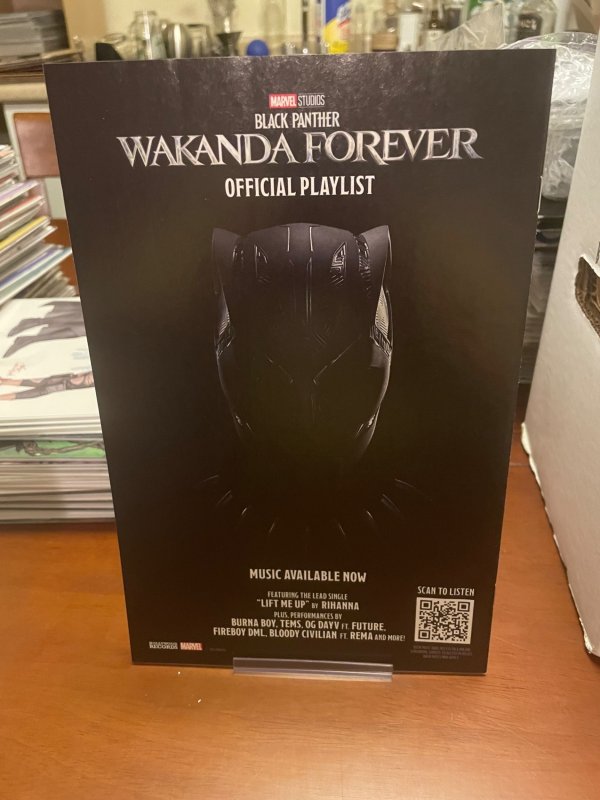 MARVEL STUDIOS
BLACK PANTHER
WAKANDA FOREVER
OFFICIAL PLAYLIST
MUSIC AVAILABLE NOW
FEATURING THE LEAD SINGLE
"LIFT ME UP" BY RIHANNA
PLUS, PERFORMANCES BY
BURNA BOY, TEMS, OG DAYV FT. FUTURE,
FIREBOY DML, BLOODY CIVILIAN FT. REMA AND MORE!
SCAN TO LISTEN
HOLLYWOOD
RECORDS
MARVEL